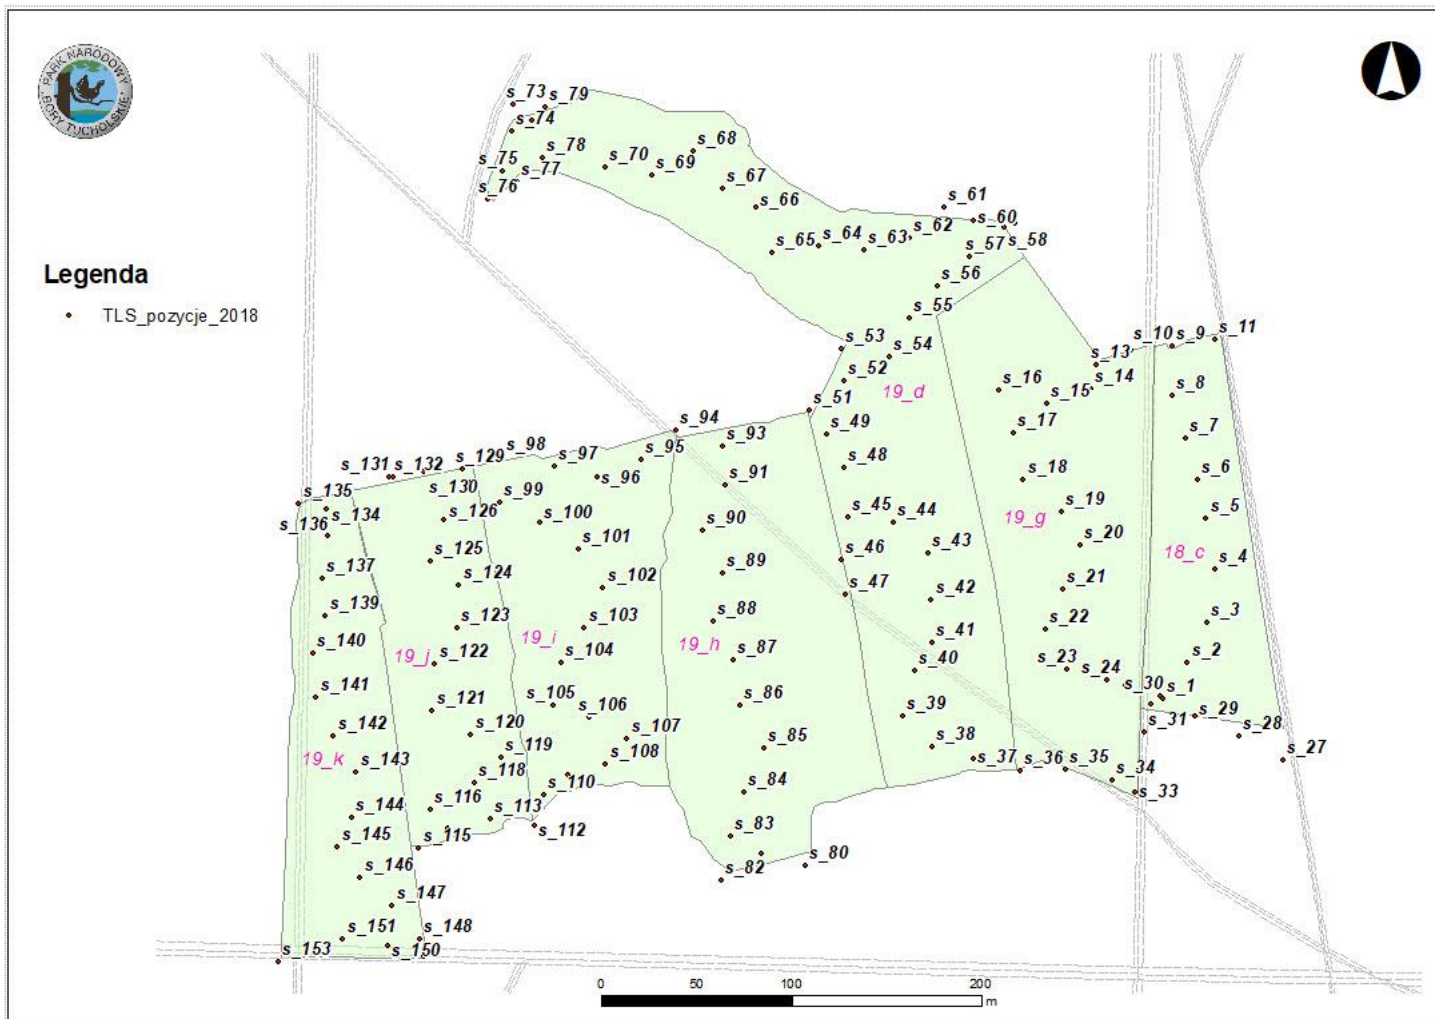 PARK NARODOWY
BORY TUCHOLSKIE
Legenda
TLS_pozycje_2018
s_73
s_79
s_74
s_78
s_75
s_77
s_76
s_70
s_69
s_68
s_67
s_66
s_65
s_64
s_63
s_62
s_61
s_60
s_57
s_58
s_56
s_55
s_53
s_54
s_52
19_d
s_51
s_49
s_48
s_45
s_44
s_46
s_43
s_47
s_42
s_41
s_40
s_39
s_38
s_37
s_36
s_35
s_34
s_33
s_10
s_9
s_11
s_13
s_14
s_16
s_15
s_17
s_18
s_19
19_g
s_20
s_21
s_22
s_23
s_24
s_30
s_8
s_7
s_6
s_5
18_c
s_4
s_3
s_2
s_1
s_31
s_29
s_28
s_27
s_94
s_93
s_95
s_91
s_90
s_89
s_88
19_h
s_87
s_86
s_85
s_84
s_83
s_82
s_80
s_98
s_97
s_96
s_99
s_100
s_101
s_102
s_103
19_i
s_104
s_105
s_106
s_107
s_108
s_110
s_112
s_129
s_131
s_132
s_130
s_126
s_125
s_124
s_123
19_j
s_122
s_121
s_120
s_119
s_118
s_116
s_113
s_115
s_135
s_134
s_136
s_137
s_139
s_140
s_141
s_142
19_k
s_143
s_144
s_145
s_146
s_147
s_151
s_148
s_150
s_153
0 50 100 200
m